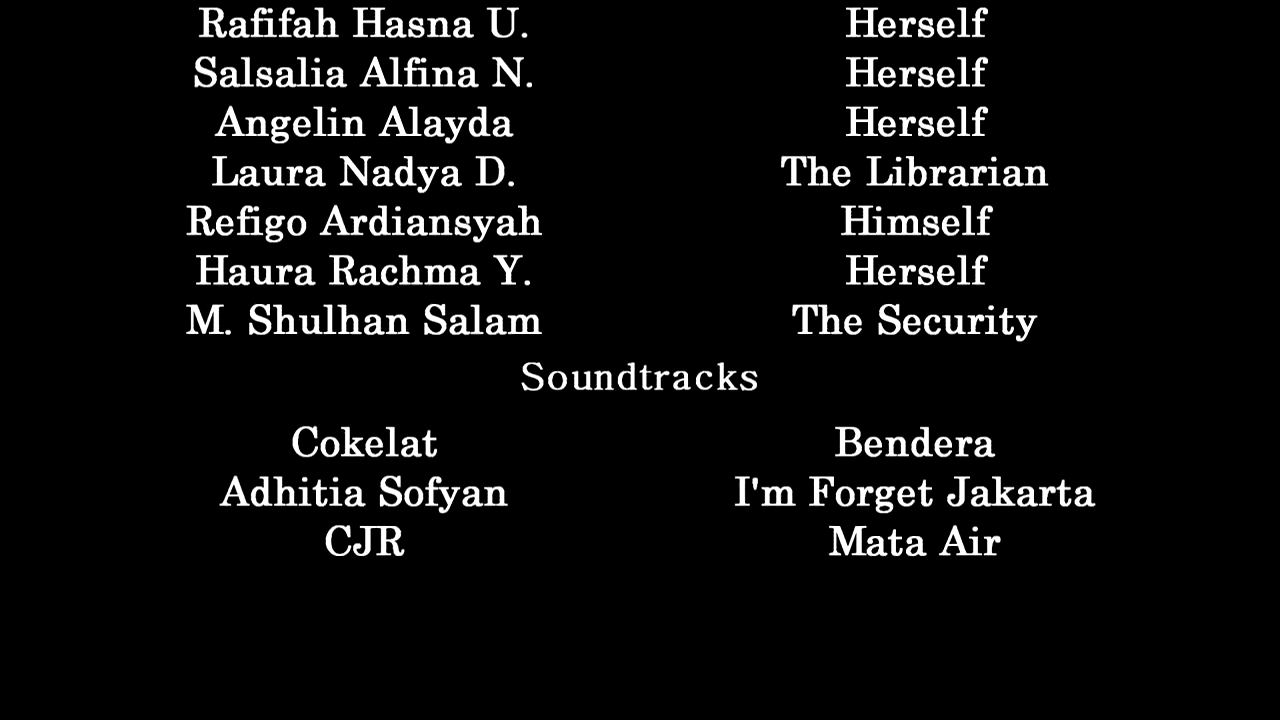 Rafifah Hasna U. Herself
Salsalia Alfina N. Herself
Angelin Alayda Herself
Laura Nadya D. The Librarian
Refigo Ardiansyah Himself
Haura Rachma Y. Herself
M. Shulhan Salam The Security
Soundtracks
Cokelat Bendera
Adhitia Sofyan I'm Forget Jakarta
CJR Mata Air